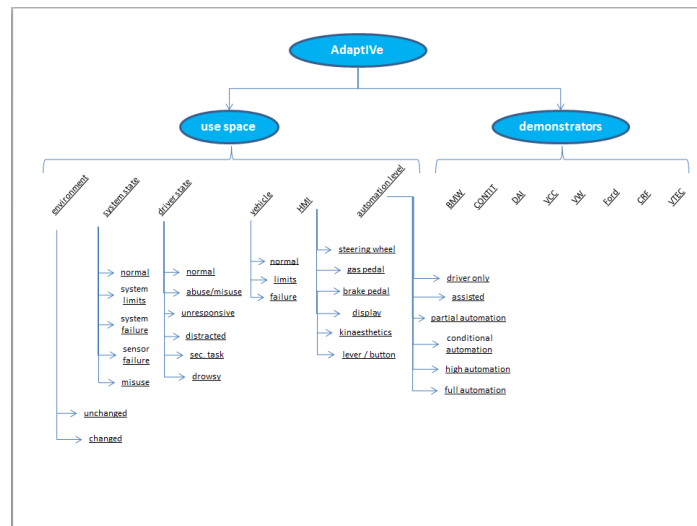 AdaptIVe
use space
demonstrators
environment
system state
driver state
vehicle
HMI
automation level
BMW
CONTIT
DAI
VCC
VW
Ford
CRF
VTEC
normal
system
limits
system
failure
sensor
failure
misuse
normal
abuse/misuse
unresponsive
distracted
sec. task
drowsy
normal
limits
failure
steering wheel
gas pedal
brake pedal
display
kinaesthetics
lever / button
driver only
assisted
partial automation
conditional
automation
high automation
full automation
unchanged
changed